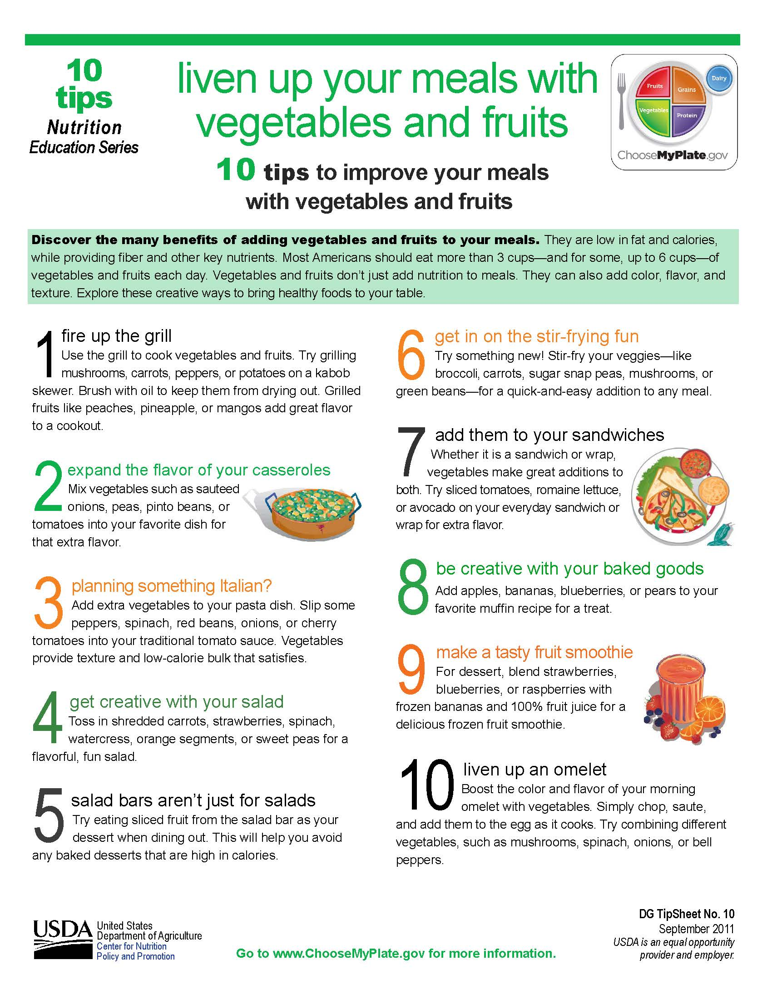 10
tips
Nutrition
Education Series
liven up your meals with
vegetables and fruits
10 tips to improve your meals
with vegetables and fruits
Fruits
Grains
Dairy
Vegetables
Protein
ChooseMyPlate.gov
Discover the many benefits of adding vegetables and fruits to your meals. They are low in fat and calories,
while providing fiber and other key nutrients. Most Americans should eat more than 3 cups—and for some, up to 6 cups—of
vegetables and fruits each day. Vegetables and fruits don’t just add nutrition to meals. They can also add color, flavor, and
texture. Explore these creative ways to bring healthy foods to your table.
1 fire up the grill
Use the grill to cook vegetables and fruits. Try grilling
mushrooms, carrots, peppers, or potatoes on a kabob
skewer. Brush with oil to keep them from drying out. Grilled
fruits like peaches, pineapple, or mangos add great flavor
to a cookout.
2 expand the flavor of your casseroles
Mix vegetables such as sauteed
onions, peas, pinto beans, or
tomatoes into your favorite dish for
that extra flavor.
3 planning something Italian?
Add extra vegetables to your pasta dish. Slip some
peppers, spinach, red beans, onions, or cherry
tomatoes into your traditional tomato sauce. Vegetables
provide texture and low-calorie bulk that satisfies.
4 get creative with your salad
Toss in shredded carrots, strawberries, spinach,
watercress, orange segments, or sweet peas for a
flavorful, fun salad.
5 salad bars aren’t just for salads
Try eating sliced fruit from the salad bar as your
dessert when dining out. This will help you avoid
any baked desserts that are high in calories.
6 get in on the stir-frying fun
Try something new! Stir-fry your veggies—like
broccoli, carrots, sugar snap peas, mushrooms, or
green beans—for a quick-and-easy addition to any meal.
7 add them to your sandwiches
Whether it is a sandwich or wrap,
vegetables make great additions to
both. Try sliced tomatoes, romaine lettuce,
or avocado on your everyday sandwich or
wrap for extra flavor.
8 be creative with your baked goods
Add apples, bananas, blueberries, or pears to your
favorite muffin recipe for a treat.
9 make a tasty fruit smoothie
For dessert, blend strawberries,
blueberries, or raspberries with
frozen bananas and 100% fruit juice for a
delicious frozen fruit smoothie.
10 liven up an omelet
Boost the color and flavor of your morning
omelet with vegetables. Simply chop, saute,
and add them to the egg as it cooks. Try combining different
vegetables, such as mushrooms, spinach, onions, or bell
peppers.
USDA
United States
Department of Agriculture
Center for Nutrition
Policy and Promotion
Go to www.ChooseMyPlate.gov for more information.
DG TipSheet No. 10
September 2011
USDA is an equal opportunity
provider and employer.